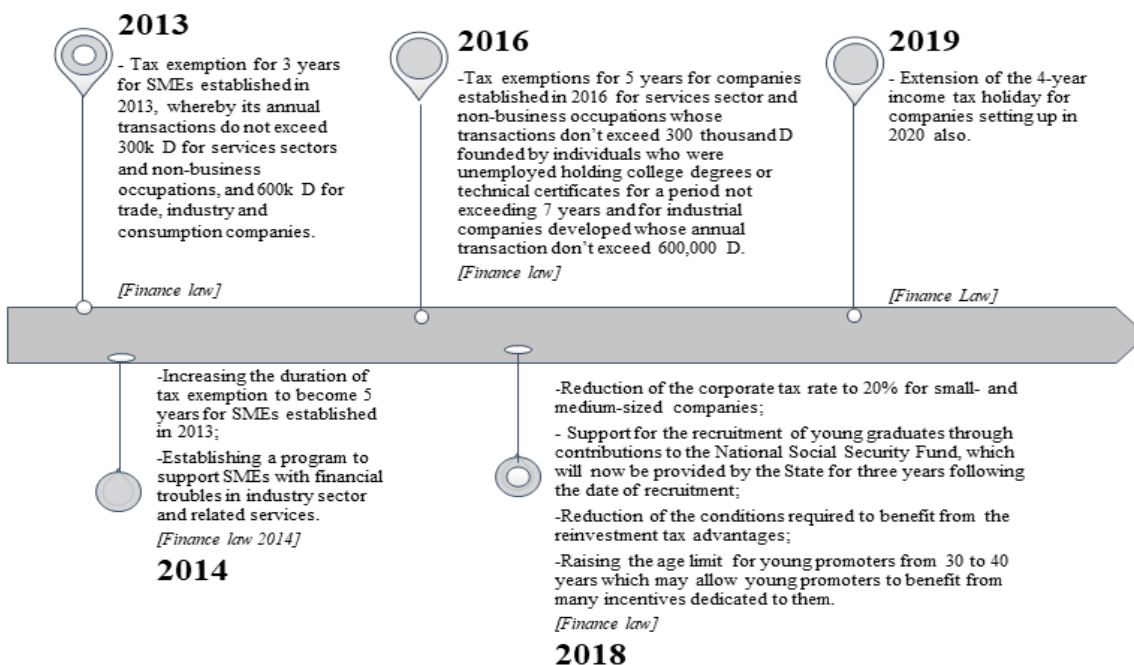 2013
- Tax exemption for 3 years
for SMEs established in
2013, whereby its annual
transactions do not exceed
300k D for services sectors
and non-business
occupations, and 600k D for
trade, industry and
consumption companies.
[Finance law]
2016
-Tax exemptions for 5 years for companies
established in 2016 for services sector and
non-business occupations whose
transactions don't exceed 300 thousand D
founded by individuals who were
unemployed holding college degrees or
technical certificates for a period not
exceeding 7 years and for industrial
companies developed whose annual
transaction don't exceed 600,000 D.
[Finance law]
2019
- Extension of the 4-year
income tax holiday for
companies setting up in
2020 also.
[Finance Law]
-Increasing the duration of
tax exemption to become 5
years for SMEs established
in 2013;
-Establishing a program to
support SMEs with financial
troubles in industry sector
and related services.
[Finance law 2014]
2014
-Reduction of the corporate tax rate to 20% for small- and
medium-sized companies;
- Support for the recruitment of young graduates through
contributions to the National Social Security Fund, which
will now be provided by the State for three years following
the date of recruitment;
-Reduction of the conditions required to benefit from the
reinvestment tax advantages;
-Raising the age limit for young promoters from 30 to 40
years which may allow young promoters to benefit from
many incentives dedicated to them.
[Finance law]
2018